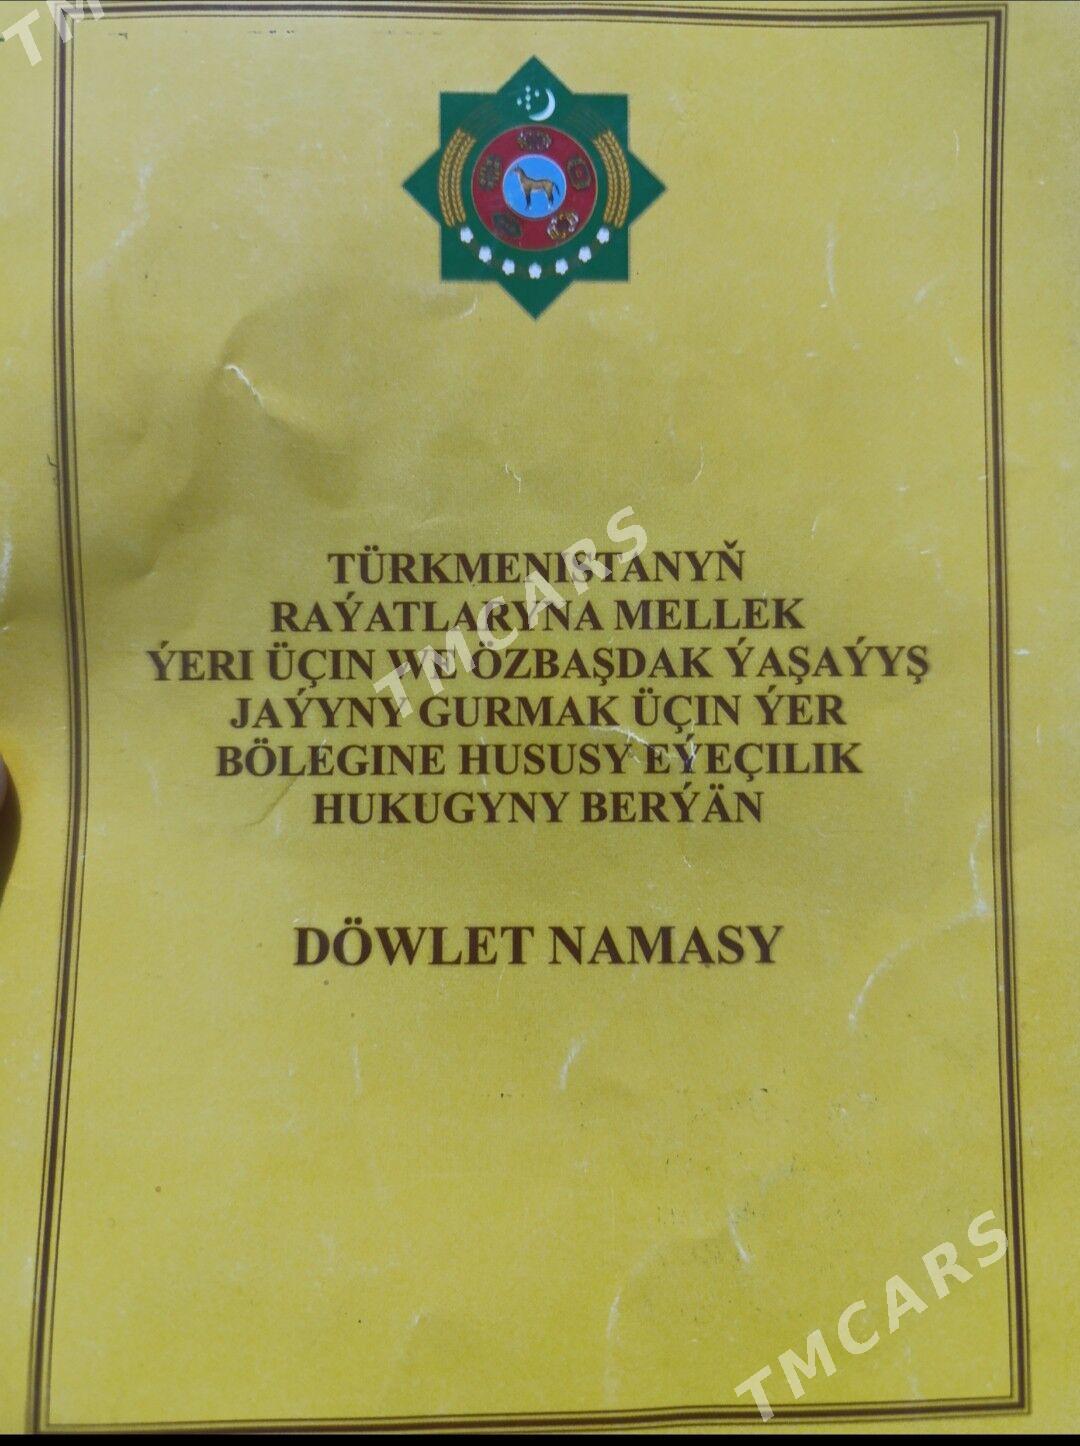 TÜRKMENISTANYŇ
RAÝATLARYNA MELLEK
ÝERI ÜÇIN WE ÖZBAŞDAK ÝAŞAÝYŞ
JAÝYNY GURMAK ÜÇIN ÝER
BÖLEGINE HUSUSY EÝEÇILIK
HUKUGYNY BERÝÄN
DÖWLET NAMASY
TMCARS
TMCARS